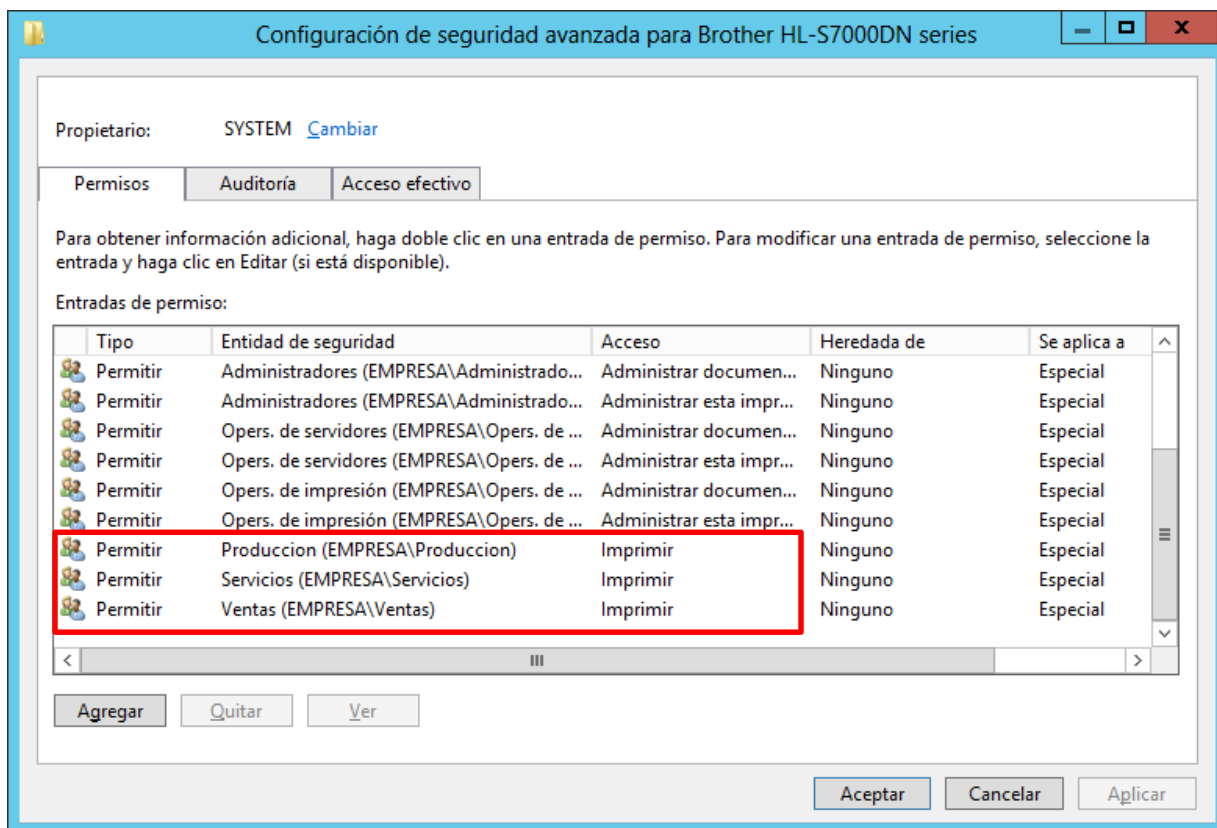 Configuración de seguridad avanzada para Brother HL-S7000DN series
Propietario: SYSTEM Cambiar
Permisos Auditoría Acceso efectivo
Para obtener información adicional, haga doble clic en una entrada de permiso. Para modificar una entrada de permiso, seleccione la
entrada y haga clic en Editar (si está disponible).
Entradas de permiso:
Tipo Entidad de seguridad Acceso Heredada de Se aplica a
Permitir Administradores (EMPRESA\Administrado... Administrar documen... Ninguno Especial
Permitir Administradores (EMPRESA\Administrado... Administrar esta impr... Ninguno Especial
Permitir Opers. de servidores (EMPRESA\Opers. de ... Administrar documen... Ninguno Especial
Permitir Opers. de servidores (EMPRESA\Opers. de ... Administrar esta impr... Ninguno Especial
Permitir Opers. de impresión (EMPRESA\Opers. de ... Administrar documen... Ninguno Especial
Permitir Opers. de impresión (EMPRESA\Opers. de ... Administrar esta impr... Ninguno Especial
Permitir Produccion (EMPRESA\Produccion) Imprimir Ninguno Especial
Permitir Servicios (EMPRESA\Servicios) Imprimir Ninguno Especial
Permitir Ventas (EMPRESA\Ventas) Imprimir Ninguno Especial
Agregar Quitar Ver
Aceptar Cancelar Aplicar